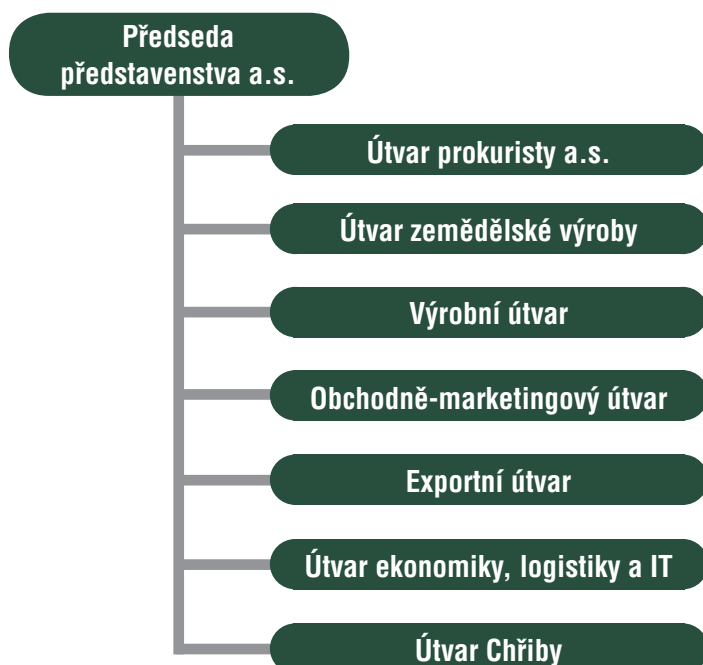 Předseda
představenstva a.s.
Útvar prokuristy a.s.
Útvar zemědělské výroby
Výrobní útvar
Obchodně-marketingový útvar
Exportní útvar
Útvar ekonomiky, logistiky a IT
Útvar Chřiby